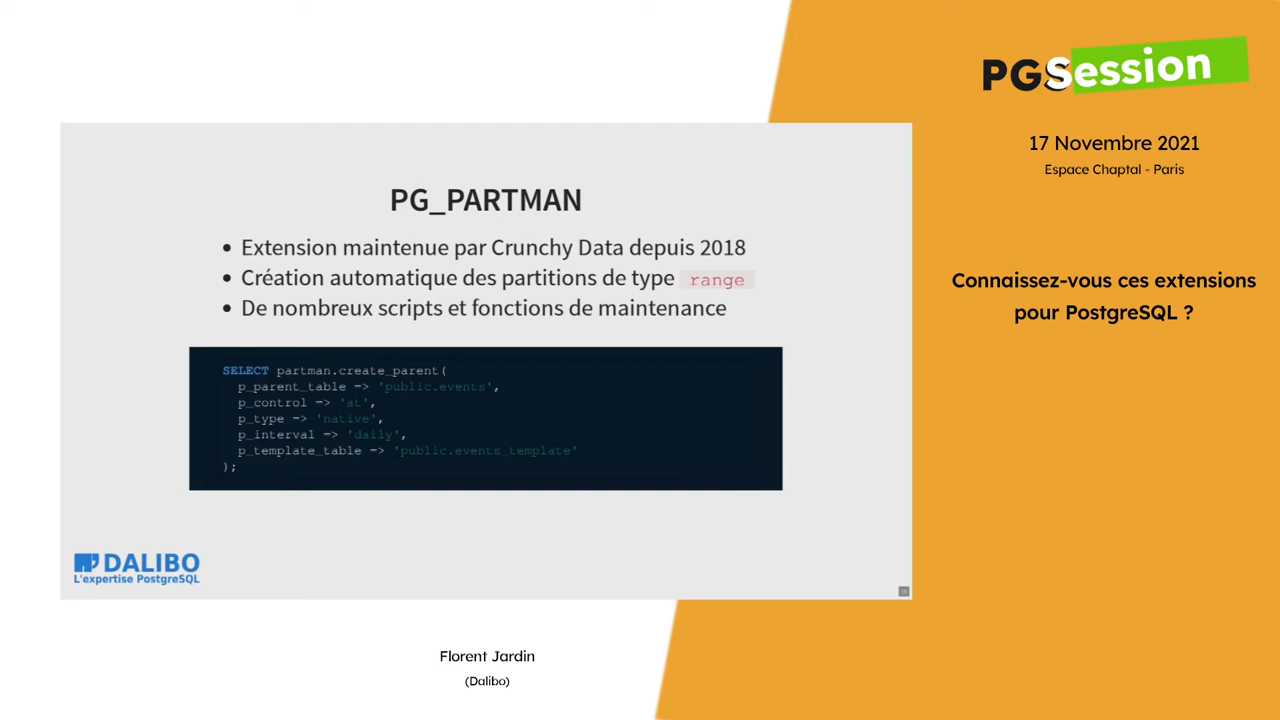 PGSession
17 Novembre 2021
Espace Chaptal - Paris
Connaissez-vous ces extensions
pour PostgreSQL ?
PG_PARTMAN
• Extension maintenue par Crunchy Data depuis 2018
• Création automatique des partitions de type range
• De nombreux scripts et fonctions de maintenance
SELECT partman.create_parent(
p_parent_table => 'public.events',
p_control => 'at',
p_type => 'native',
p_interval => 'daily',
p_template_table => 'public.events_template'
);
DALIBO
L'expertise PostgreSQL
Florent Jardin
(Dalibo)